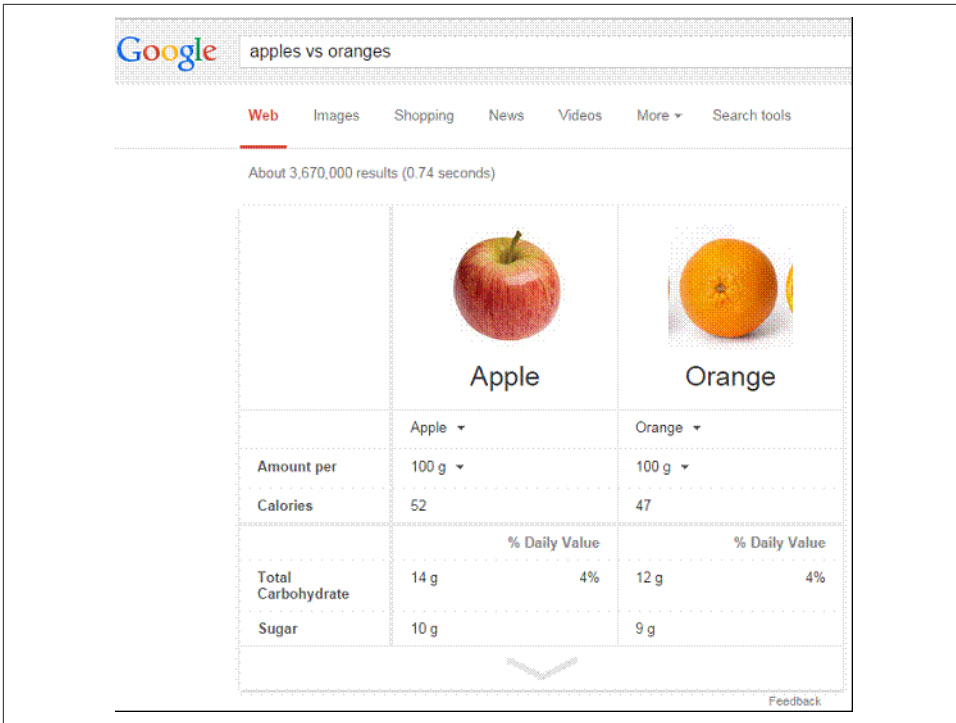 Google apples vs oranges
Web Images Shopping News Videos More Search tools
About 3,670,000 results (0.74 seconds)
Apple Orange
Apple Orange
Amount per 100 g 100 g
Calories 52 47
% Daily Value % Daily Value
Total
Carbohydrate 14 g 4% 12 g 4%
Sugar 10 g 9 g
Feedback